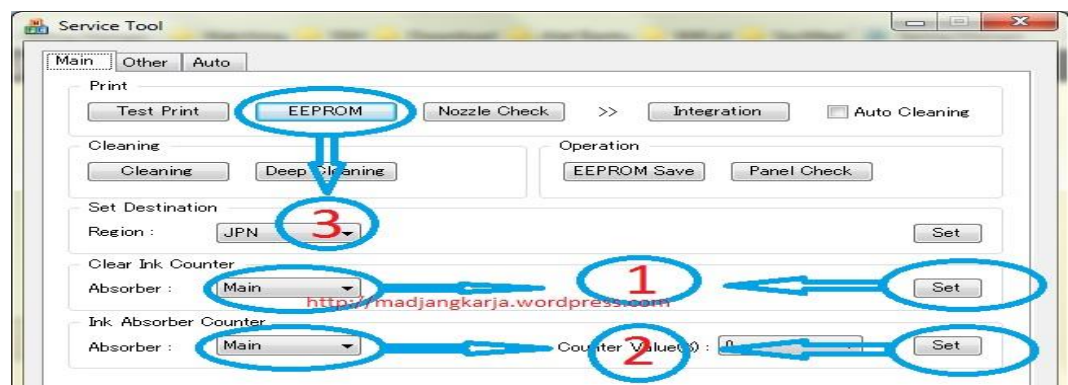 Service Tool
Main Other Auto
Print
Test Print EEPROM Nozzle Check >> Integration Auto Cleaning
Cleaning Operation
Cleaning Deep Cleaning EEPROM Save Panel Check
Set Destination
Region : JPN 3 Set
Clear Ink Counter
Absorber : Main 1 Set
http://madjangkarja.wordpress.com
Ink Absorber Counter
Absorber : Main Counter Value(%) : 2 0 Set